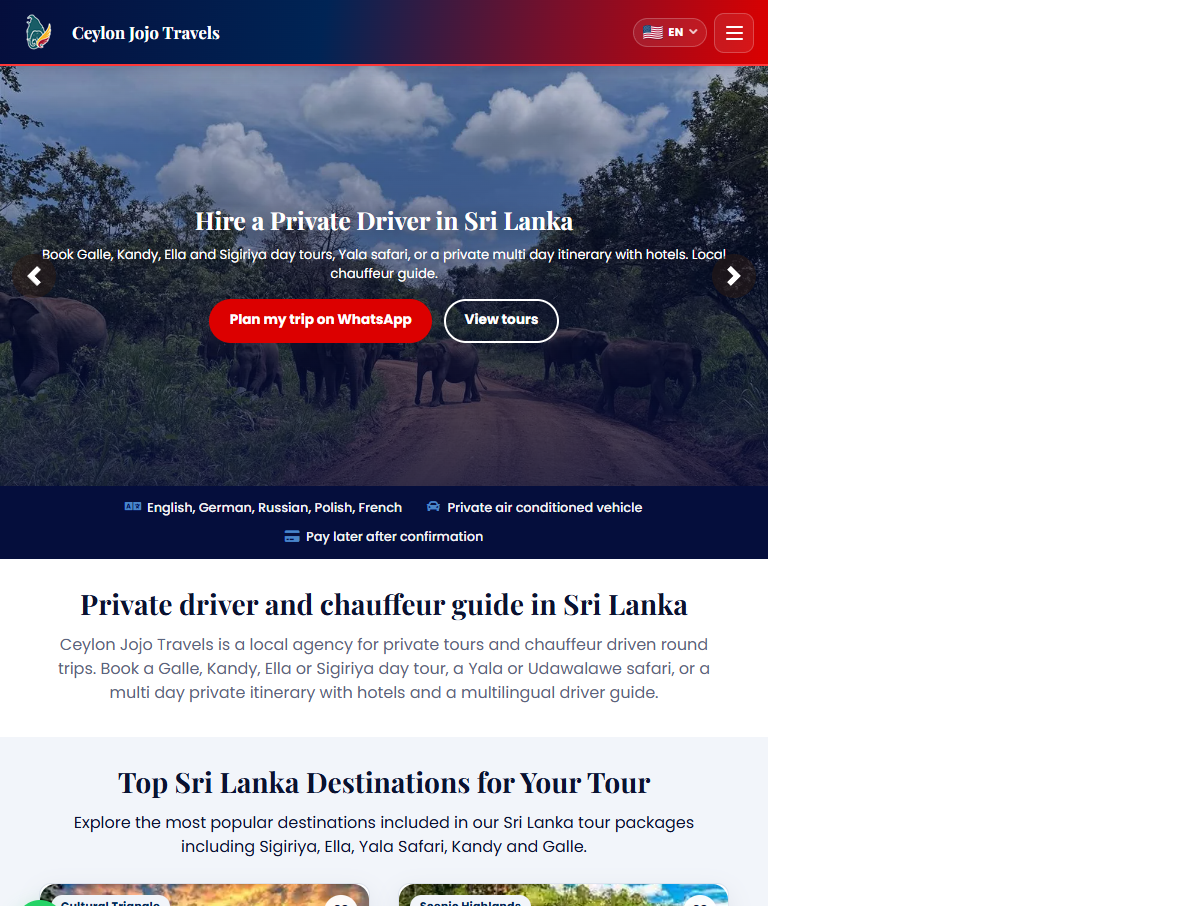 Ceylon Jojo Travels
EN
Hire a Private Driver in Sri Lanka
Book Galle, Kandy, Ella and Sigiriya day tours, Yala safari, or a private multi day itinerary with hotels. Local
chauffeur guide.
Plan my trip on WhatsApp
View tours
English, German, Russian, Polish, French
Private air conditioned vehicle
Pay later after confirmation
Private driver and chauffeur guide in Sri Lanka
Ceylon Jojo Travels is a local agency for private tours and chauffeur driven round
trips. Book a Galle, Kandy, Ella or Sigiriya day tour, a Yala or Udawalawe safari, or a
multi day private itinerary with hotels and a multilingual driver guide.
Top Sri Lanka Destinations for Your Tour
Explore the most popular destinations included in our Sri Lanka tour packages
including Sigiriya, Ella, Yala Safari, Kandy and Galle.
Cultural Triangle
Scenic Highlands